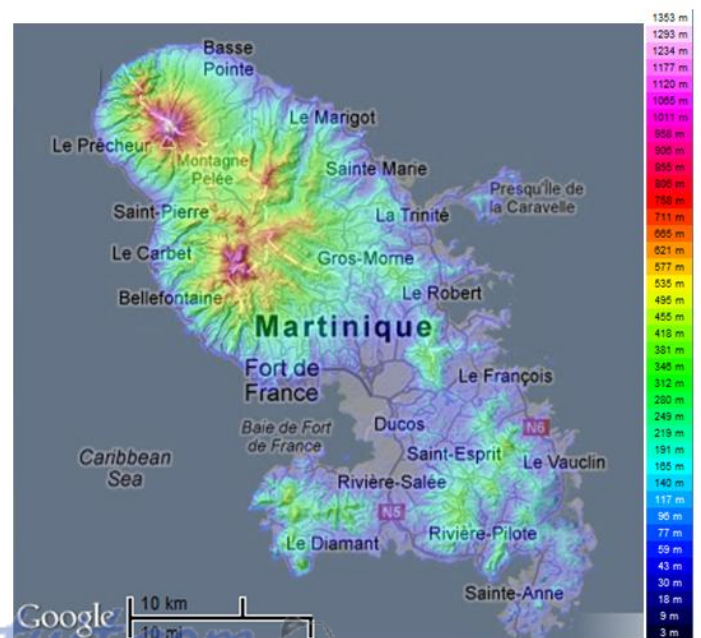 Basse
Pointe
Le Marigot
Le Prêcheur
Montagne
Pelée
Sainte Marie
Presqu'île de
la Caravelle
Saint-Pierre
La Trinité
Le Carbet
Gros-Morne
Bellefontaine
Le Robert
Martinique
Fort de
France
Le François
Ducos
Baie de Fort
de France
N6
Caribbean
Sea
Saint-Esprit
Le Vauclin
Rivière-Salée
N5
Rivière-Pilote
Le Diamant
Sainte-Anne
Google
10 km
10 mi
1353 m
1293 m
1234 m
1177 m
1120 m
1065 m
1011 m
958 m
906 m
855 m
806 m
758 m
711 m
665 m
621 m
577 m
535 m
495 m
455 m
418 m
381 m
346 m
312 m
280 m
249 m
219 m
191 m
165 m
140 m
117 m
96 m
77 m
59 m
43 m
30 m
18 m
9 m
3 m